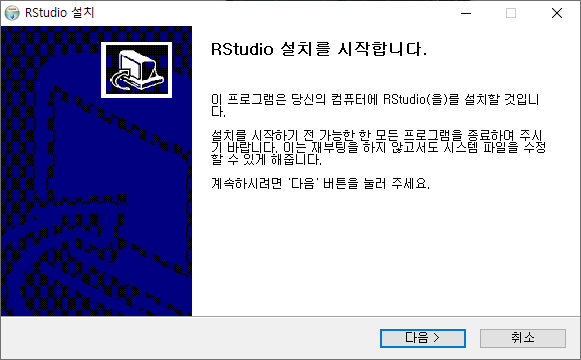 RStudio 설치
RStudio 설치를 시작합니다.
이 프로그램은 당신의 컴퓨터에 RStudio(을)를 설치할 것입니
다.
설치를 시작하기 전 가능한 한 모든 프로그램을 종료하여 주시
기 바랍니다. 이는 재부팅을 하지 않고서도 시스템 파일을 수정
할 수 있게 해줍니다.
계속하시려면 '다음' 버튼을 눌러 주세요.
다음 >
취소